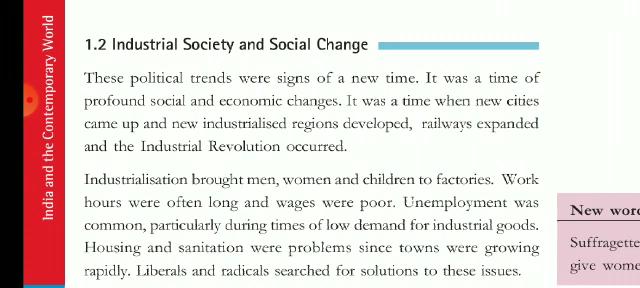 India and the Contemporary World
1.2 Industrial Society and Social Change
These political trends were signs of a new time. It was a time of
profound social and economic changes. It was a time when new cities
came up and new industrialised regions developed, railways expanded
and the Industrial Revolution occurred.
Industrialisation brought men, women and children to factories. Work
hours were often long and wages were poor. Unemployment was
common, particularly during times of low demand for industrial goods.
Housing and sanitation were problems since towns were growing
rapidly. Liberals and radicals searched for solutions to these issues.
New
Suffragette
give